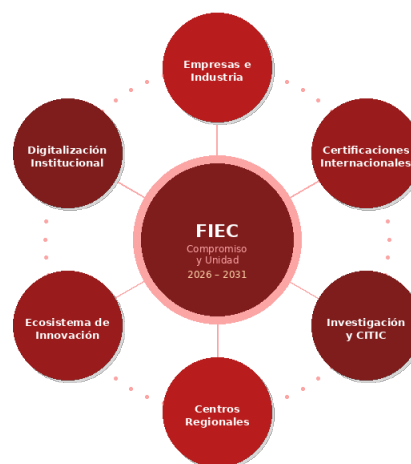 Empresas e
Industria
Digitalización
Institucional
Certificaciones
Internacionales
FIEC
Compromiso
y Unidad
2026 – 2031
Ecosistema de
Innovación
Investigación
y CITIC
Centros
Regionales